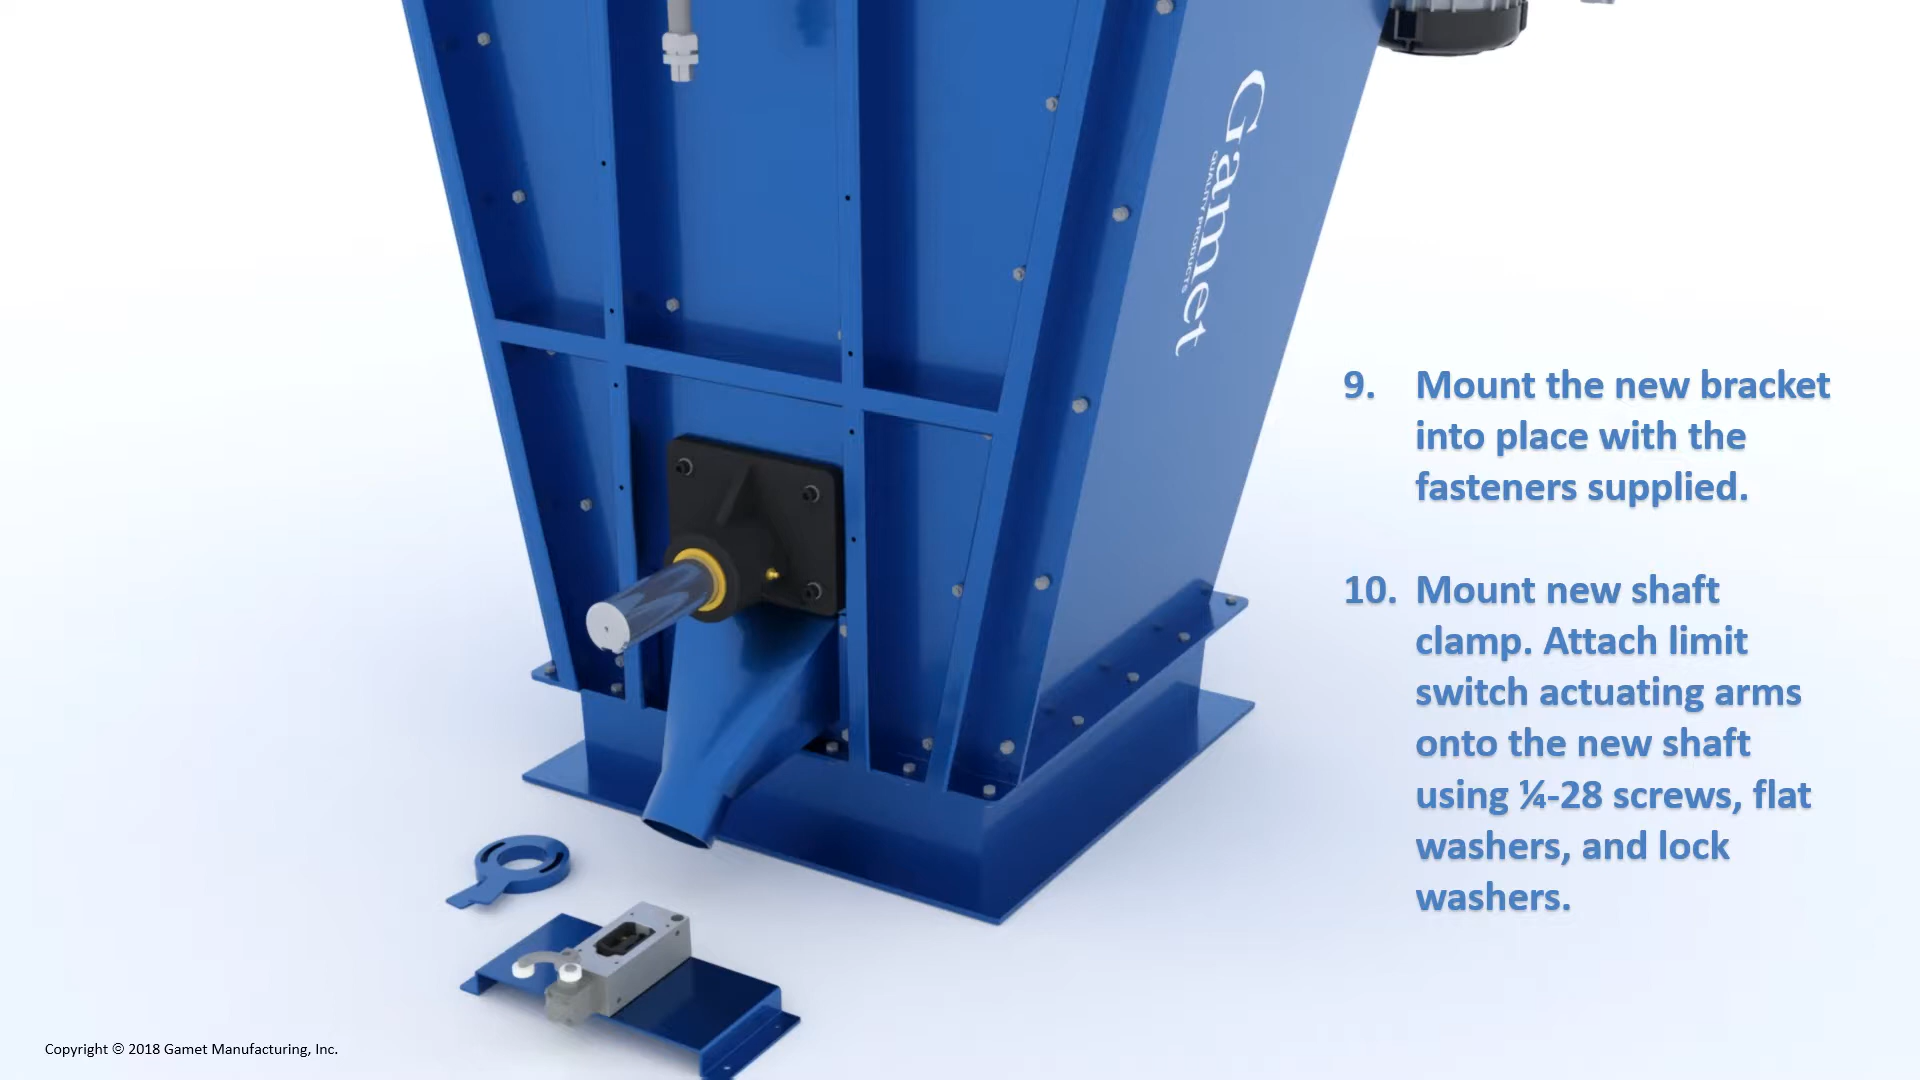 Gamet
QUALITY PRODUCTS
9. Mount the new bracket
into place with the
fasteners supplied.
10. Mount new shaft
clamp. Attach limit
switch actuating arms
onto the new shaft
using ¼-28 screws, flat
washers, and lock
washers.
Copyright © 2018 Gamet Manufacturing, Inc.